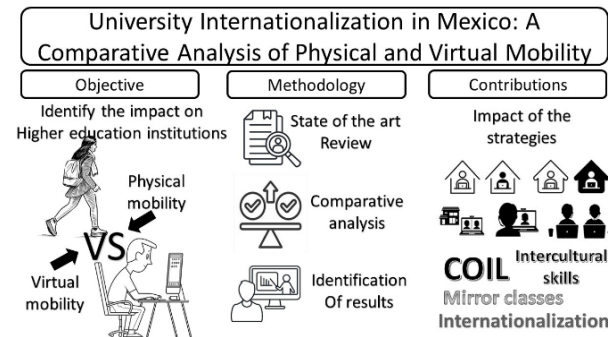 University Internationalization in Mexico: A
Comparative Analysis of Physical and Virtual Mobility
Objective
Identify the impact on
Higher education institutions
Physical
mobility
VS
Virtual
mobility
Methodology
State of the art
Review
Comparative
analysis
Identification
Of results
Contributions
Impact of the
strategies
COIL
Intercultural
skills
Mirror classes
Internationalization